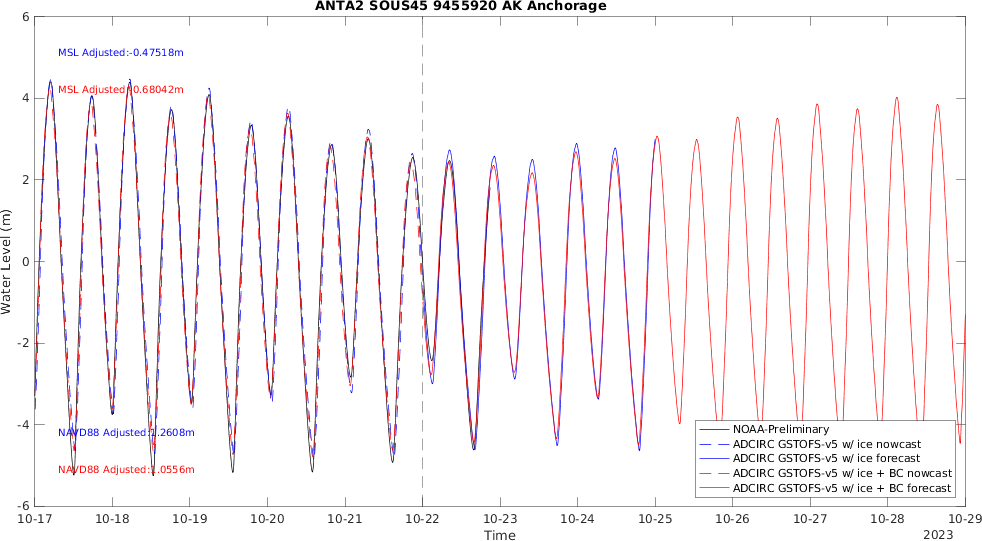 ANTA2 SOUS45 9455920 AK Anchorage
MSL Adjusted:-0.47518m
MSL Adjusted:-0.68042m
NAVD88 Adjusted:1.2608m
NAVD88 Adjusted:1.0556m
Water Level (m)
6
4
2
0
-2
-4
-6
NOAA-Preliminary
ADCIRC GSTOFS-v5 w/ ice nowcast
ADCIRC GSTOFS-v5 w/ ice forecast
ADCIRC GSTOFS-v5 w/ ice + BC nowcast
ADCIRC GSTOFS-v5 w/ ice + BC forecast
10-17 10-18 10-19 10-20 10-21 10-22 10-23 10-24 10-25 10-26 10-27 10-28 10-29
Time
2023